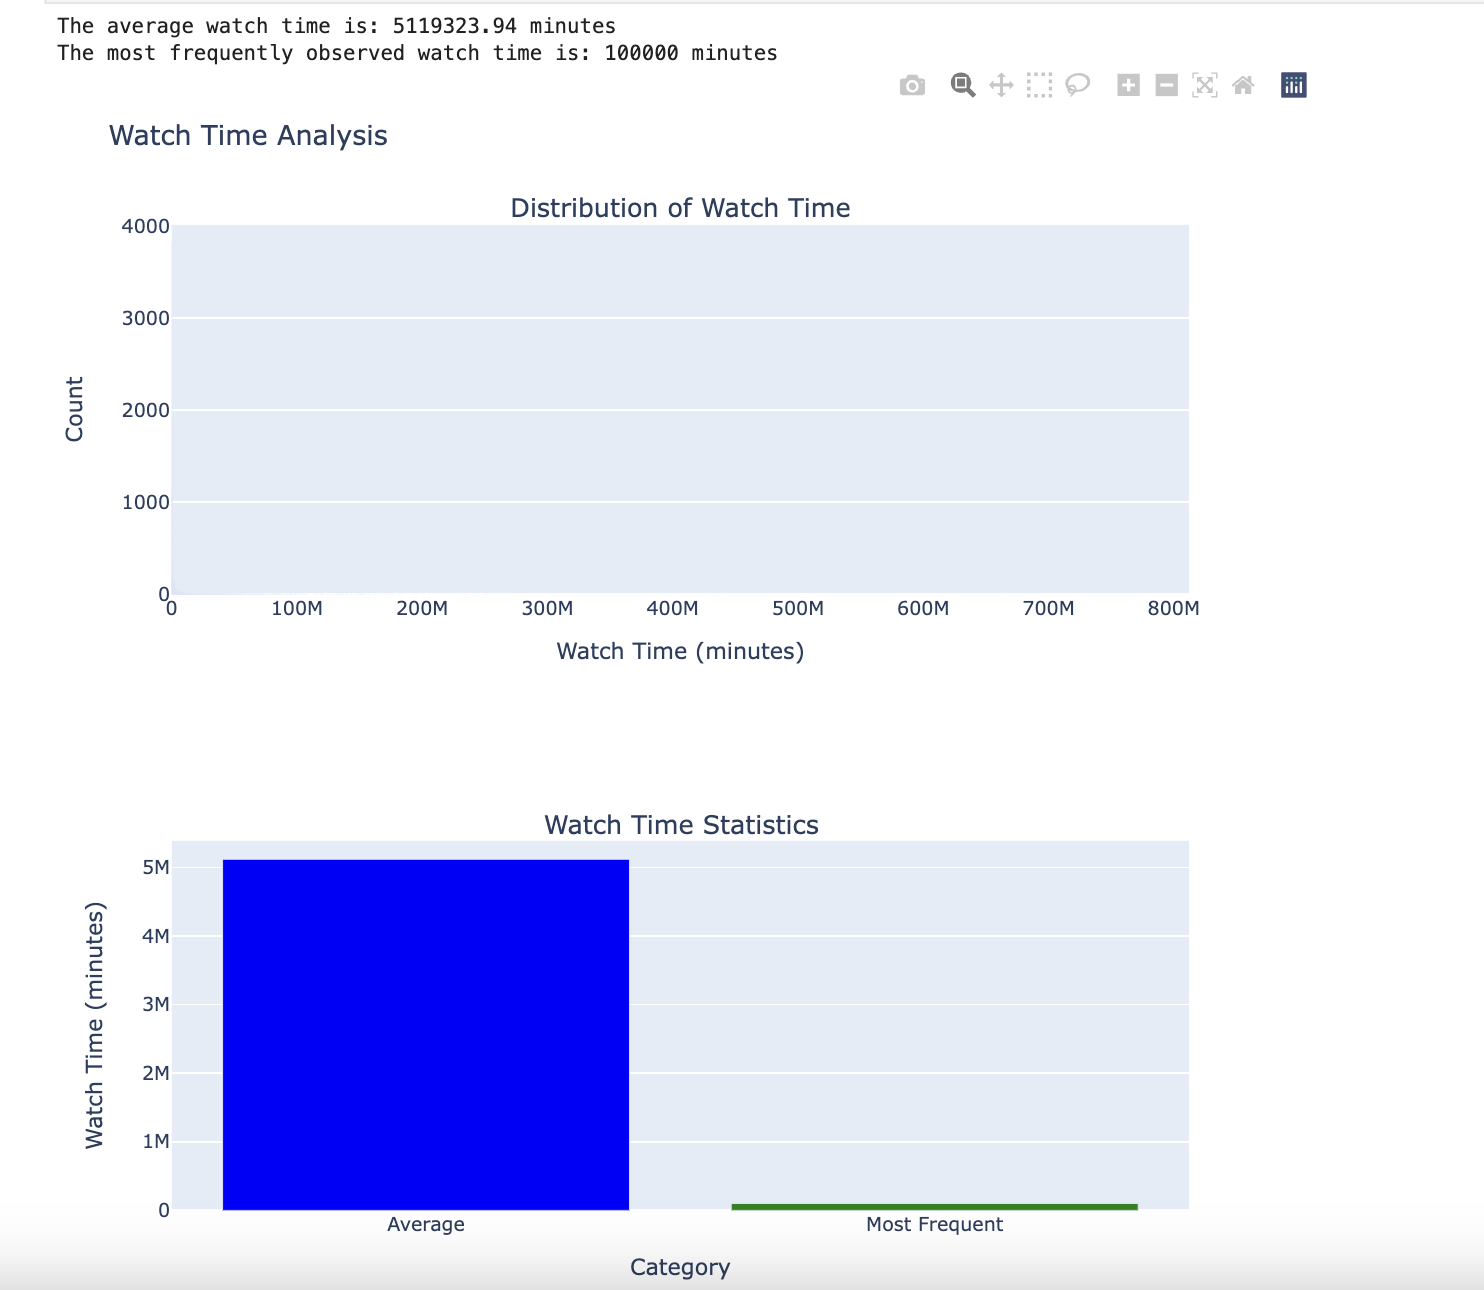 The average watch time is: 5119323.94 minutes
The most frequently observed watch time is: 100000 minutes
Watch Time Analysis
Distribution of Watch Time
4000
3000
2000
1000
0
Count
0 100M 200M 300M 400M 500M 600M 700M 800M
Watch Time (minutes)
Watch Time Statistics
5M
4M
3M
2M
1M
0
Watch Time (minutes)
Average Most Frequent
Category